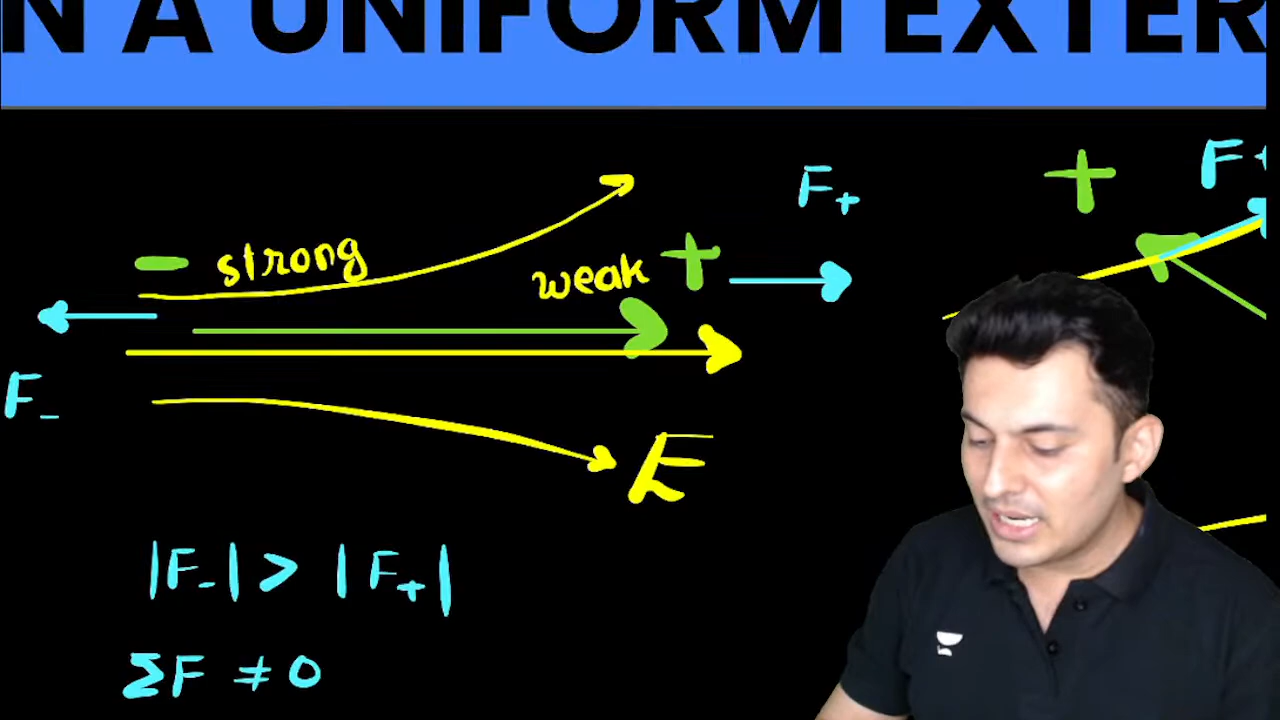 N A UNIFORM EXTER
F+
+
F+
- strong
weak +
F-
E
|F-| > |F+|
ΣF ≠ 0